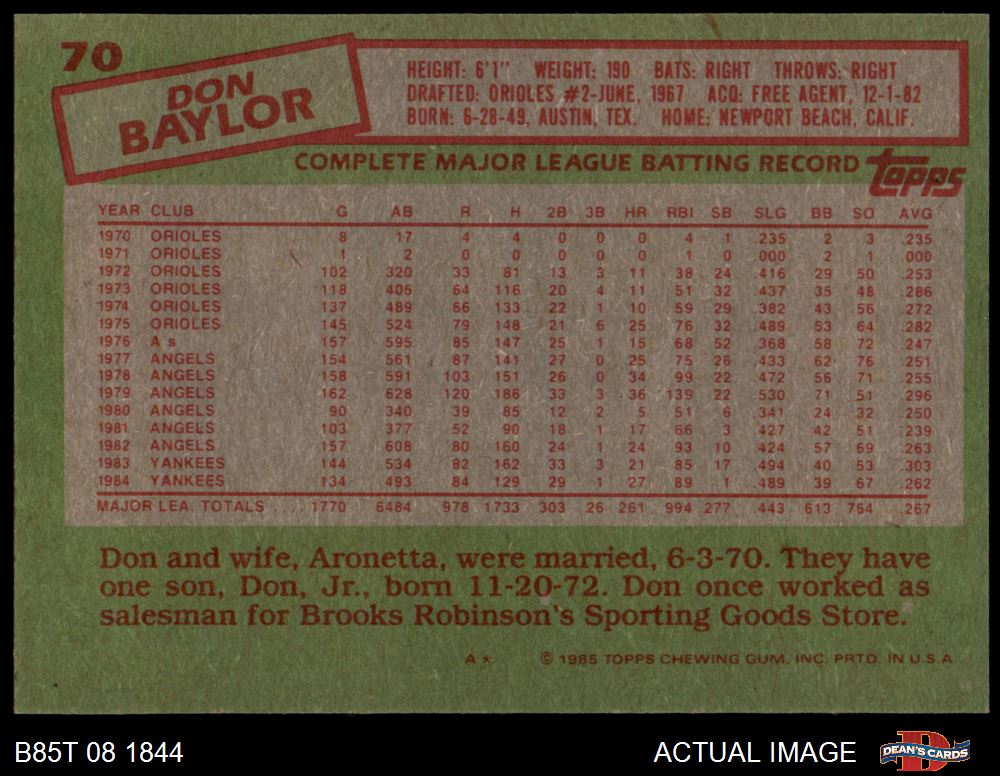 70
DON
BAYLOR
HEIGHT: 6'1" WEIGHT: 190 BATS: RIGHT THROWS: RIGHT
DRAFTED: ORIOLES #2-JUNE, 1967 ACQ: FREE AGENT, 12-1-82
BORN: 6-28-49, AUSTIN, TEX. HOME: NEWPORT BEACH, CALIF.
COMPLETE MAJOR LEAGUE BATTING RECORD topps
YEAR CLUB G AB R H 2B 3B HR RBI SB SLG BB SO AVG
1970 ORIOLES 8 17 4 4 0 0 0 4 1 .235 2 3 .235
1971 ORIOLES 1 2 0 0 0 0 0 1 0 .000 2 1 .000
1972 ORIOLES 102 320 33 81 13 3 11 38 24 .416 29 50 .253
1973 ORIOLES 118 405 64 116 20 4 11 51 32 .437 35 48 .286
1974 ORIOLES 137 489 66 133 22 1 10 59 29 .382 43 56 .272
1975 ORIOLES 145 524 79 148 21 6 25 76 32 .489 53 64 .282
1976 A's 157 595 85 147 25 1 15 68 52 .368 58 72 .247
1977 ANGELS 154 561 87 141 27 0 25 75 26 .433 62 76 .251
1978 ANGELS 158 591 103 151 26 0 34 99 22 .472 56 71 .255
1979 ANGELS 162 628 120 186 33 3 36 139 22 .530 71 51 .296
1980 ANGELS 90 340 39 85 12 2 5 51 6 .341 24 32 .250
1981 ANGELS 103 377 52 90 18 1 17 66 3 .427 42 51 .239
1982 ANGELS 157 608 80 160 24 1 24 93 10 .424 57 69 .263
1983 YANKEES 144 534 82 162 33 3 21 85 17 .494 40 53 .303
1984 YANKEES 134 493 84 129 29 1 27 89 1 .489 39 67 .262
MAJOR LEA. TOTALS .... 1770 6484 978 1733 303 26 261 994 277 .443 613 764 .267
Don and wife, Aronetta, were married, 6-3-70. They have
one son, Don, Jr., born 11-20-72. Don once worked as
salesman for Brooks Robinson's Sporting Goods Store.
A * © 1985 TOPPS CHEWING GUM, INC. PRTD. IN U.S.A.
B85T 08 1844 ACTUAL IMAGE D DEAN'S CARDS